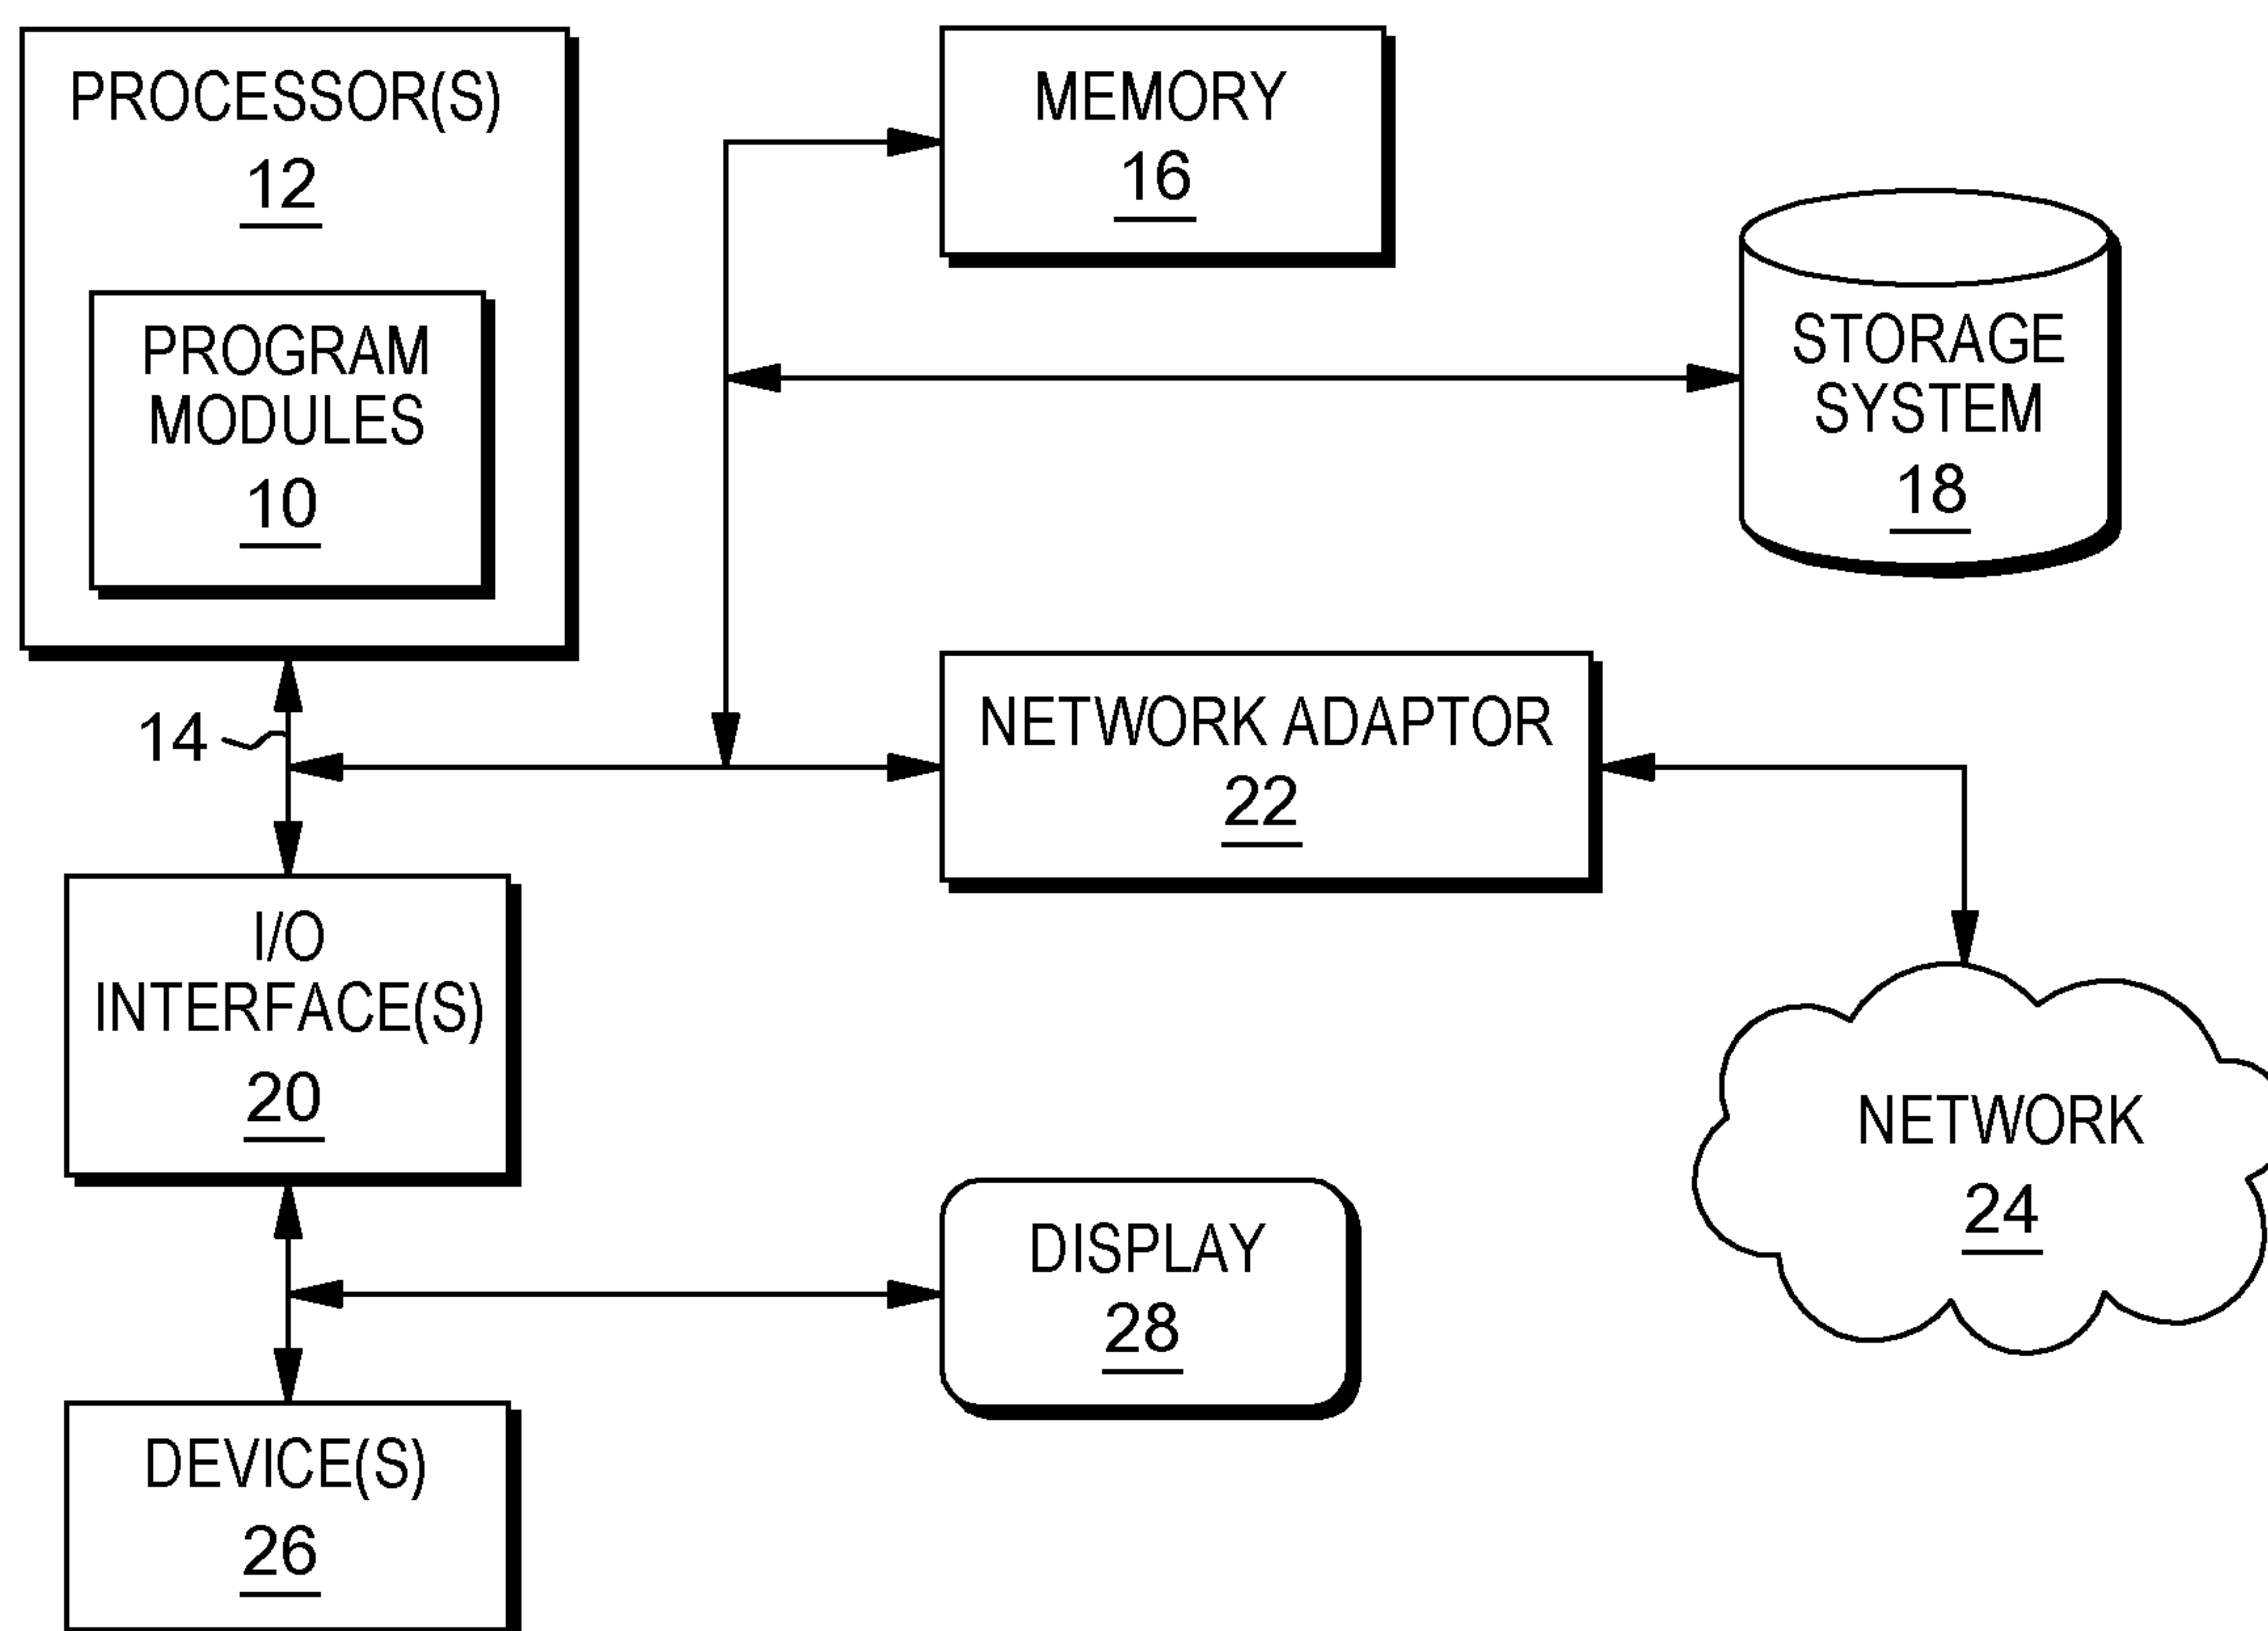 PROCESSOR(S)
12
PROGRAM
MODULES
10
MEMORY
16
STORAGE
SYSTEM
18
14
NETWORK ADAPTOR
22
I/O
INTERFACE(S)
20
NETWORK
24
DISPLAY
28
DEVICE(S)
26